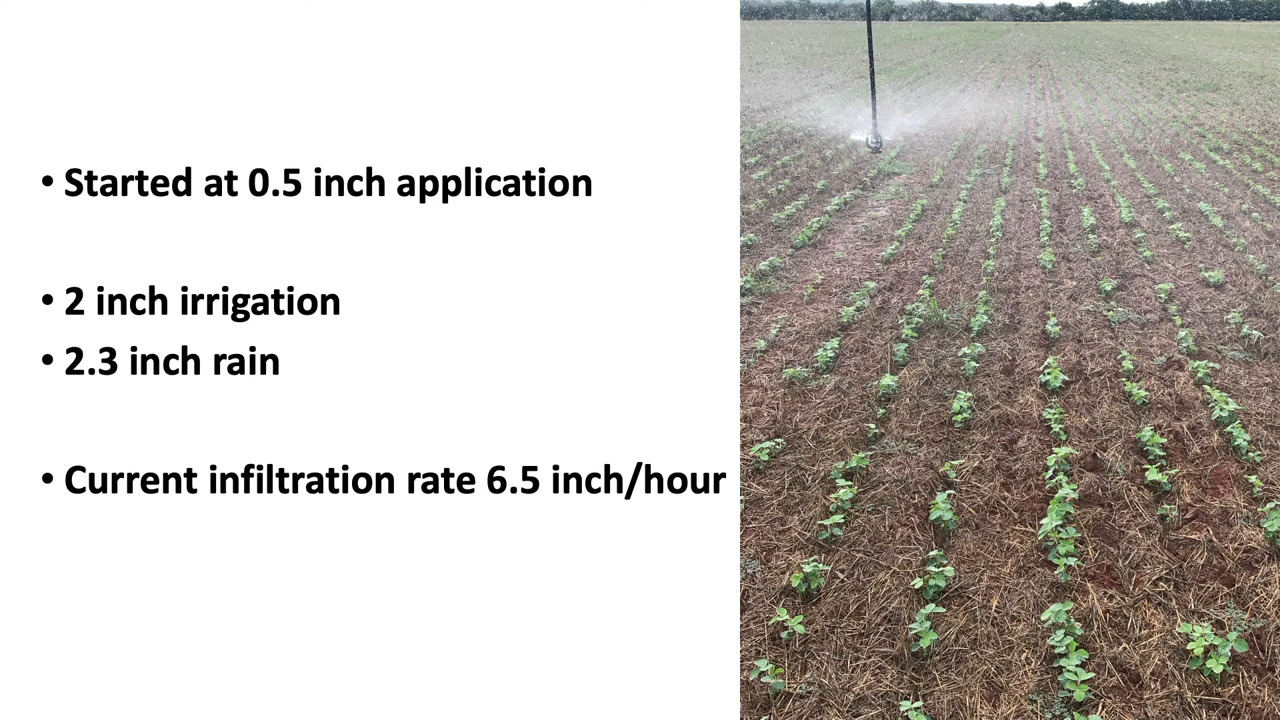 • Started at 0.5 inch application
• 2 inch irrigation
• 2.3 inch rain
• Current infiltration rate 6.5 inch/hour